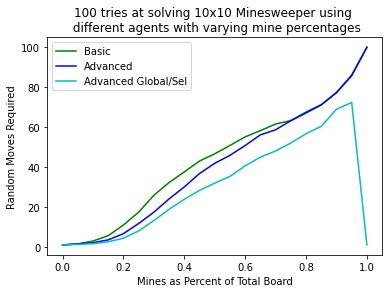 100 tries at solving 10x10 Minesweeper using
different agents with varying mine percentages
Basic
Advanced
Advanced Global/Sel
Random Moves Required
100
80
60
40
20
0
0.0 0.2 0.4 0.6 0.8 1.0
Mines as Percent of Total Board